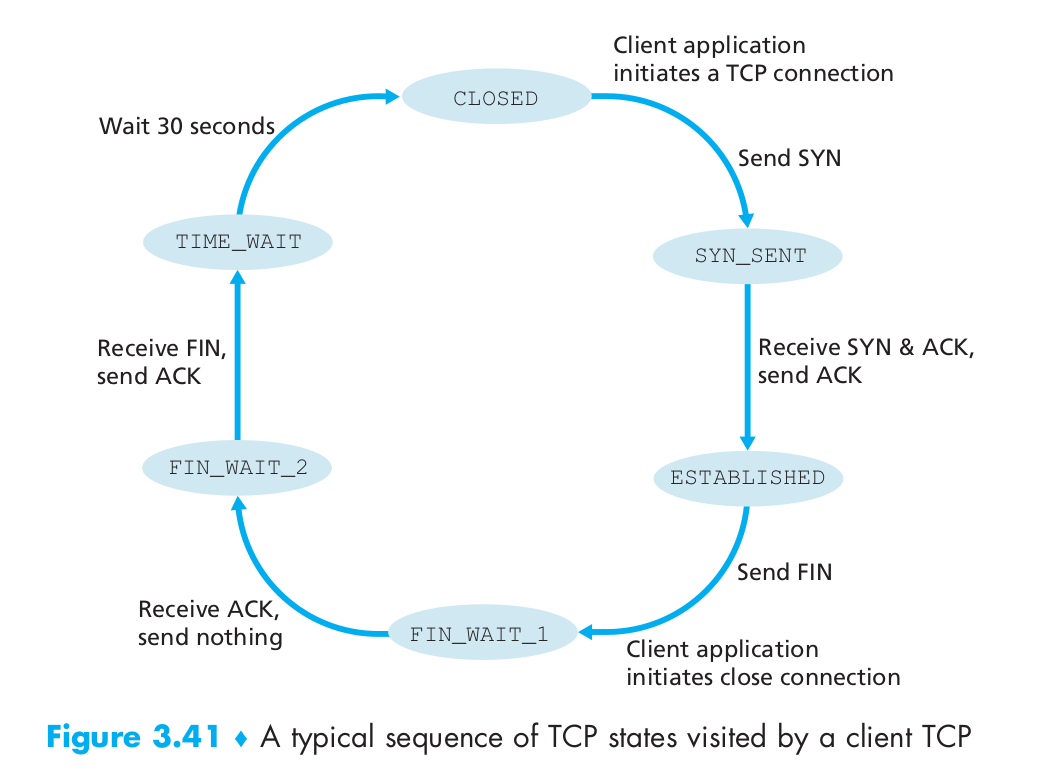 Client application
initiates a TCP connection
CLOSED
Wait 30 seconds
Send SYN
TIME_WAIT
SYN_SENT
Receive FIN,
send ACK
Receive SYN & ACK,
send ACK
FIN_WAIT_2
ESTABLISHED
Send FIN
Receive ACK,
send nothing
FIN_WAIT_1
Client application
initiates close connection
Figure 3.41 ♦ A typical sequence of TCP states visited by a client TCP